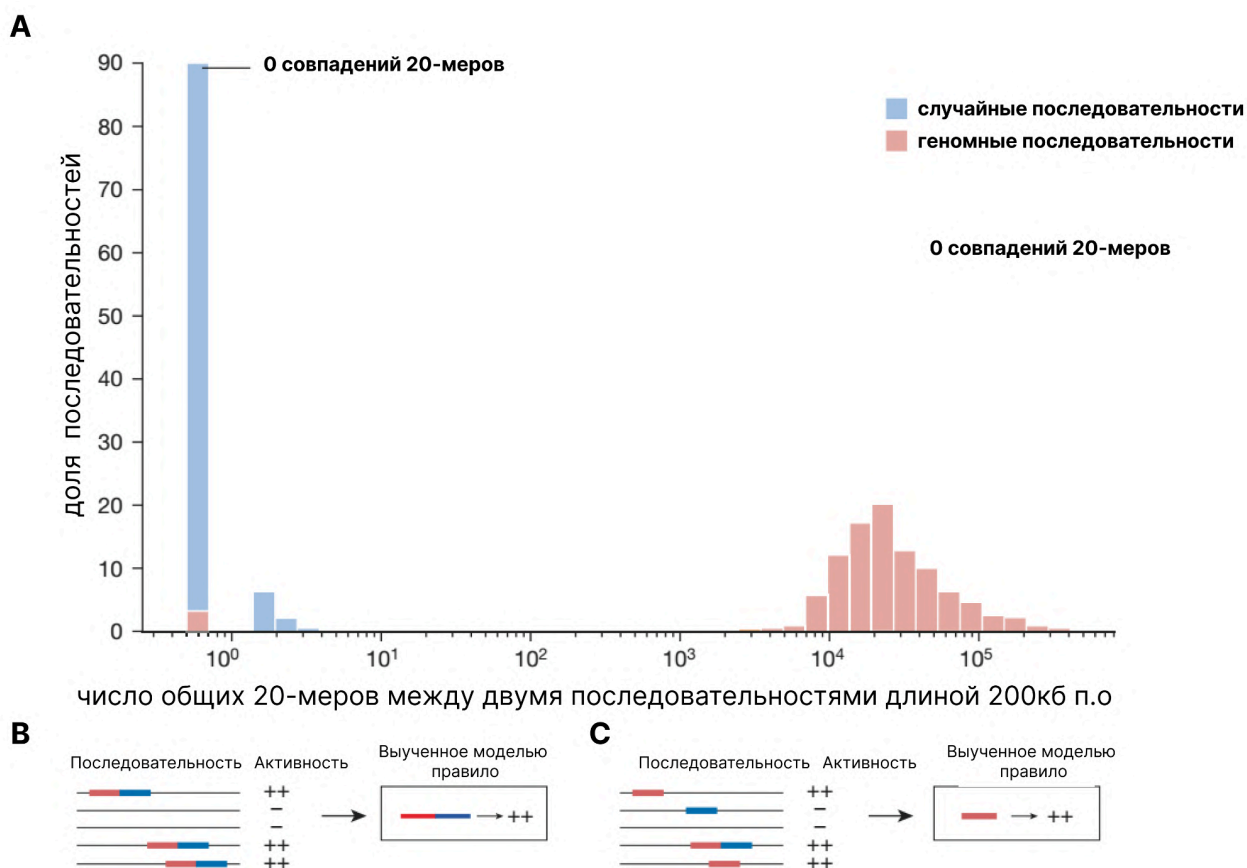 A
90
80
70
60
50
40
30
20
10
0
доля последовательностей
0 совпадений 20-меров
случайные последовательности
геномные последовательности
0 совпадений 20-меров
10⁰ 10¹ 10² 10³ 10⁴ 10⁵
число общих 20-меров между двумя последовательностями длиной 200кб п.о
B
Последовательность Активность
Выученное моделью
правило
++
−
−
++
++
++
C
Последовательность Активность
Выученное моделью
правило
++
−
−
++
++
++